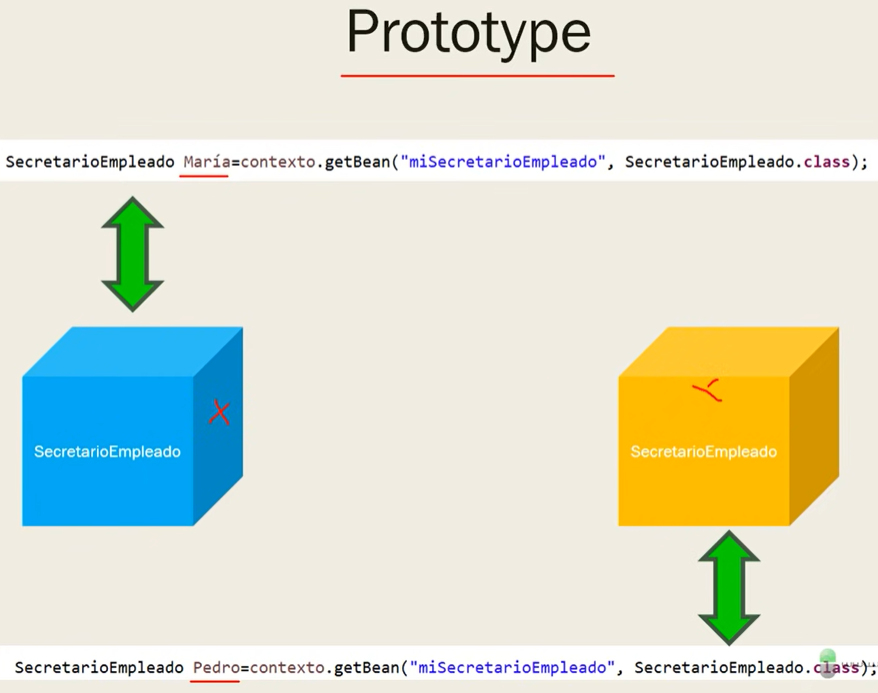 Prototype
SecretarioEmpleado María=contexto.getBean("miSecretarioEmpleado", SecretarioEmpleado.class);
X
SecretarioEmpleado
SecretarioEmpleado
SecretarioEmpleado Pedro=contexto.getBean("miSecretarioEmpleado", SecretarioEmpleado.class);